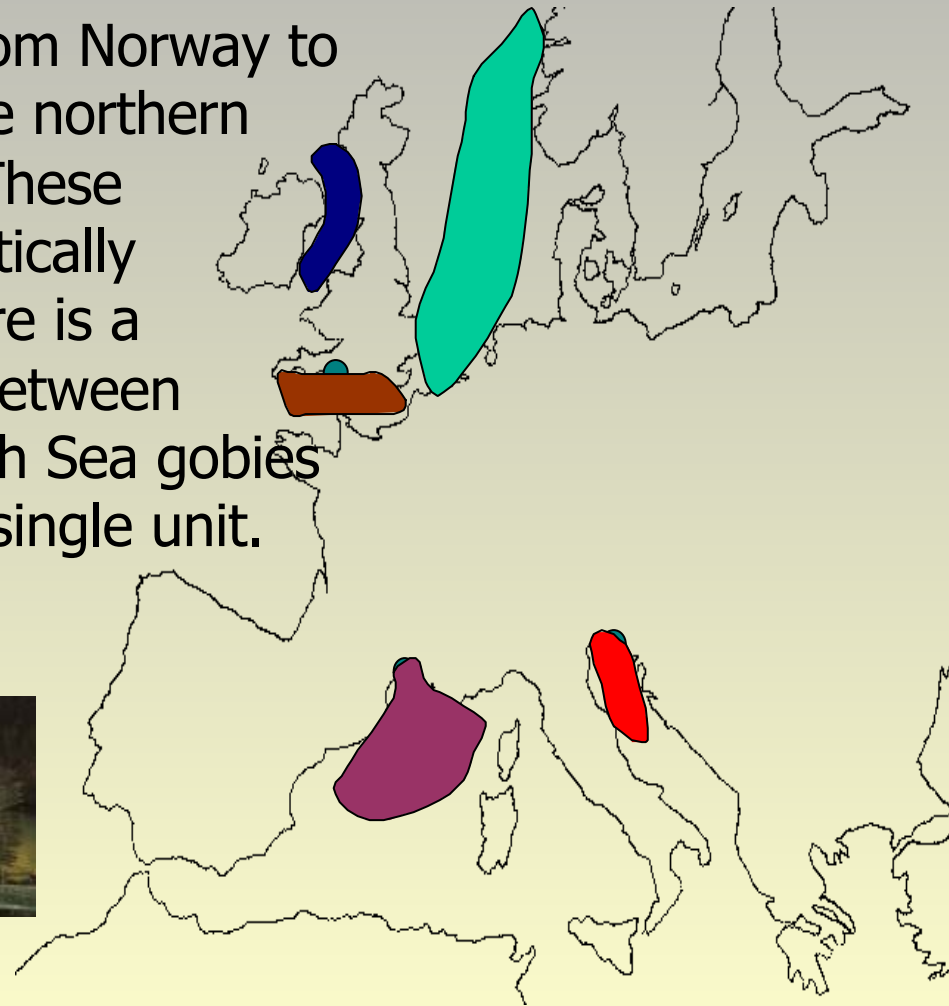 om Norway to
e northern
These
tically
re is a
etween
h Sea gobies
single unit.